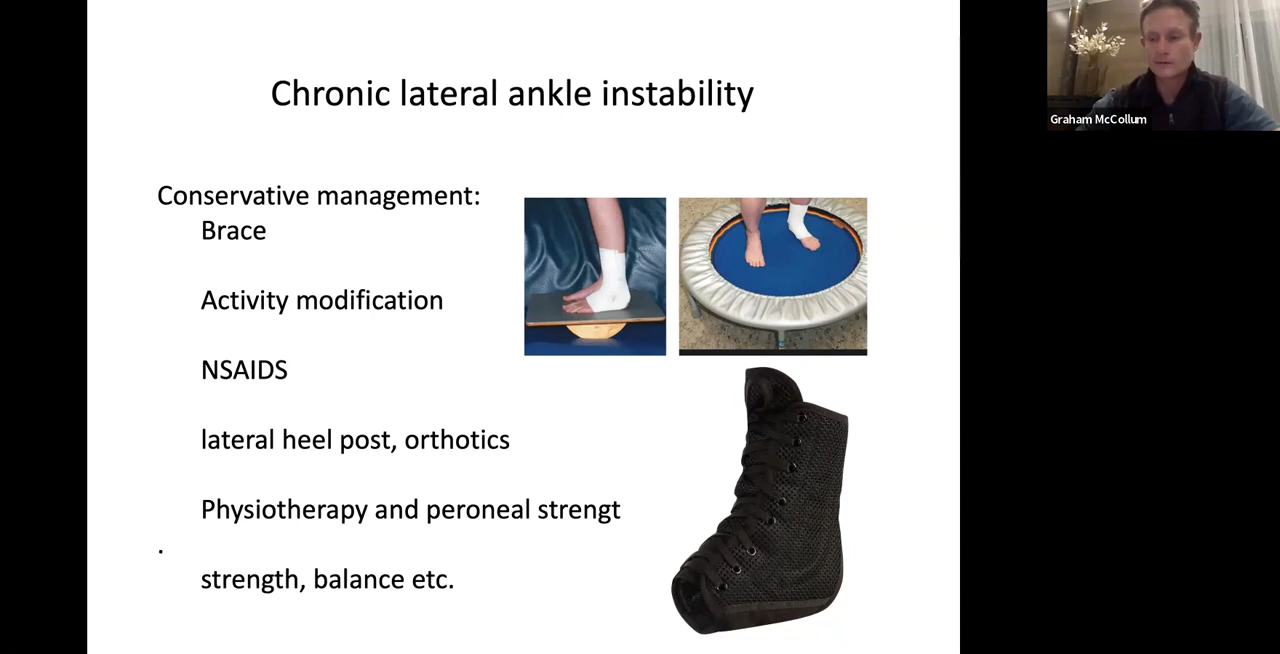 Chronic lateral ankle instability
Graham McCollum
Conservative management:
Brace
Activity modification
NSAIDS
lateral heel post, orthotics
Physiotherapy and peroneal strengt
.
strength, balance etc.